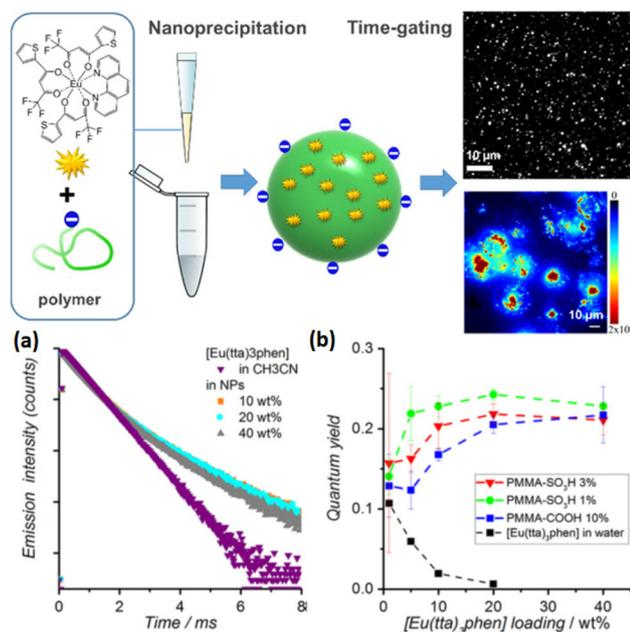 Nanoprecipitation
Time-gating
S
F
F
F
O
O
S
O
N
Eu
O
N
O
O
F
F
F
S
F
F
F
+
polymer
10 μm
0
10 μm
2x10
(a)
(b)
Emission intensity (counts)
[Eu(tta)3phen]
in CH3CN
in NPs
10 wt%
20 wt%
40 wt%
0 2 4 6 8
Time / ms
Quantum yield
0.3
0.2
0.1
0.0
PMMA-SO3H 3%
PMMA-SO3H 1%
PMMA-COOH 10%
[Eu(tta)3phen] in water
0 10 20 30 40
[Eu(tta)3phen] loading / wt%